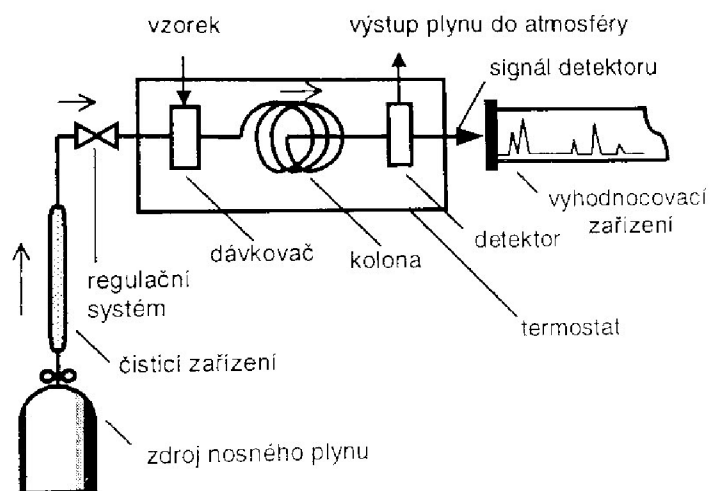 vzorek
výstup plynu do atmosféry
signál detektoru
vyhodnocovací
zařízení
dávkovač
kolona
detektor
regulační
systém
termostat
čisticí zařízení
zdroj nosného plynu